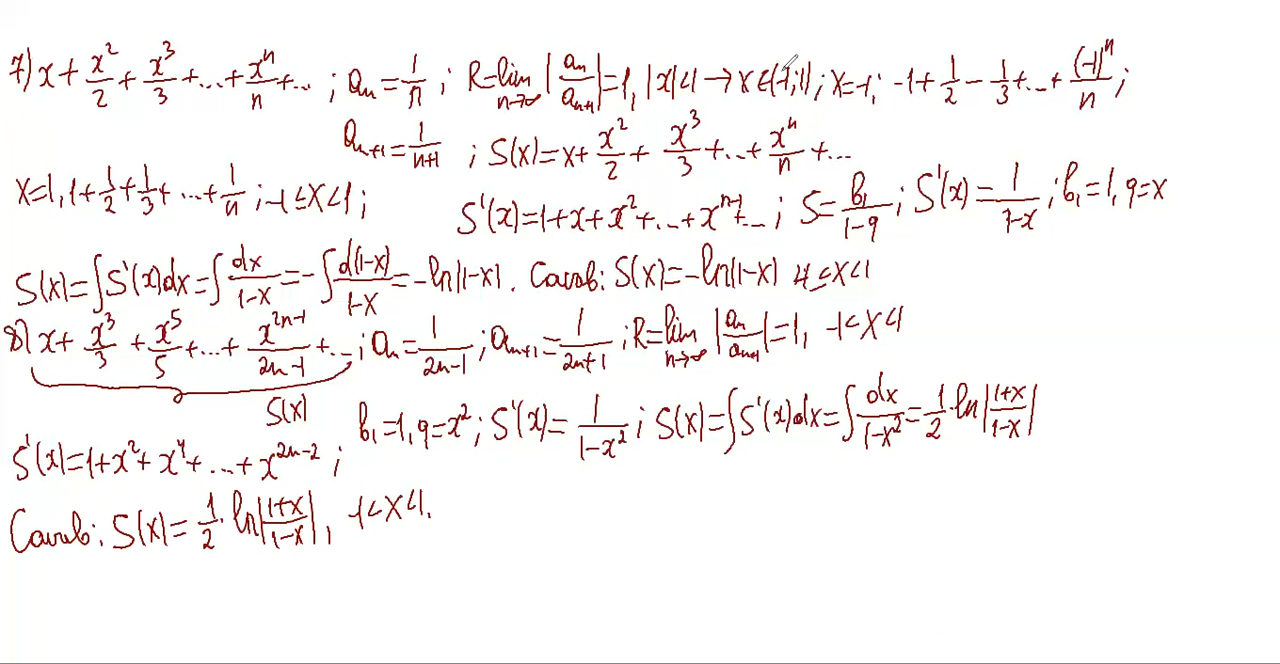 7) x + x²/2 + x³/3 + ... + xⁿ/n + ... ; aₙ = 1/n ; R = lim_{n→∞} |aₙ/aₙ₊₁| = 1, |x|<1 → x∈(-1;1) ; x=-1; -1 + 1/2 - 1/3 + ... + (-1)ⁿ/n ;
aₙ₊₁ = 1/(n+1) ; S(x) = x + x²/2 + x³/3 + ... + xⁿ/n + ...
x=1, 1 + 1/2 + 1/3 + ... + 1/n ; -1≤x<1 ;
S'(x) = 1 + x + x² + ... + xⁿ⁻¹ + ... ; S = b₁/(1-q) ; S'(x) = 1/(1-x) ; b₁=1, q=x
S(x) = ∫S'(x)dx = ∫dx/(1-x) = -∫d(1-x)/(1-x) = -ln|1-x| . Cavab: S(x) = -ln(1-x) -1≤x<1
8) x + x³/3 + x⁵/5 + ... + x²ⁿ⁻¹/(2n-1) + ... ; aₙ = 1/(2n-1) ; aₙ₊₁ = 1/(2n+1) ; R = lim_{n→∞} |aₙ/aₙ₊₁| = 1, -1<x<1
S(x)
S'(x) = 1 + x² + x⁴ + ... + x²ⁿ⁻² ; b₁=1, q=x² ; S'(x) = 1/(1-x²) ; S(x) = ∫S'(x)dx = ∫dx/(1-x²) = 1/2·ln|(1+x)/(1-x)|
Cavab: S(x) = 1/2·ln|(1+x)/(1-x)|, -1<x<1.